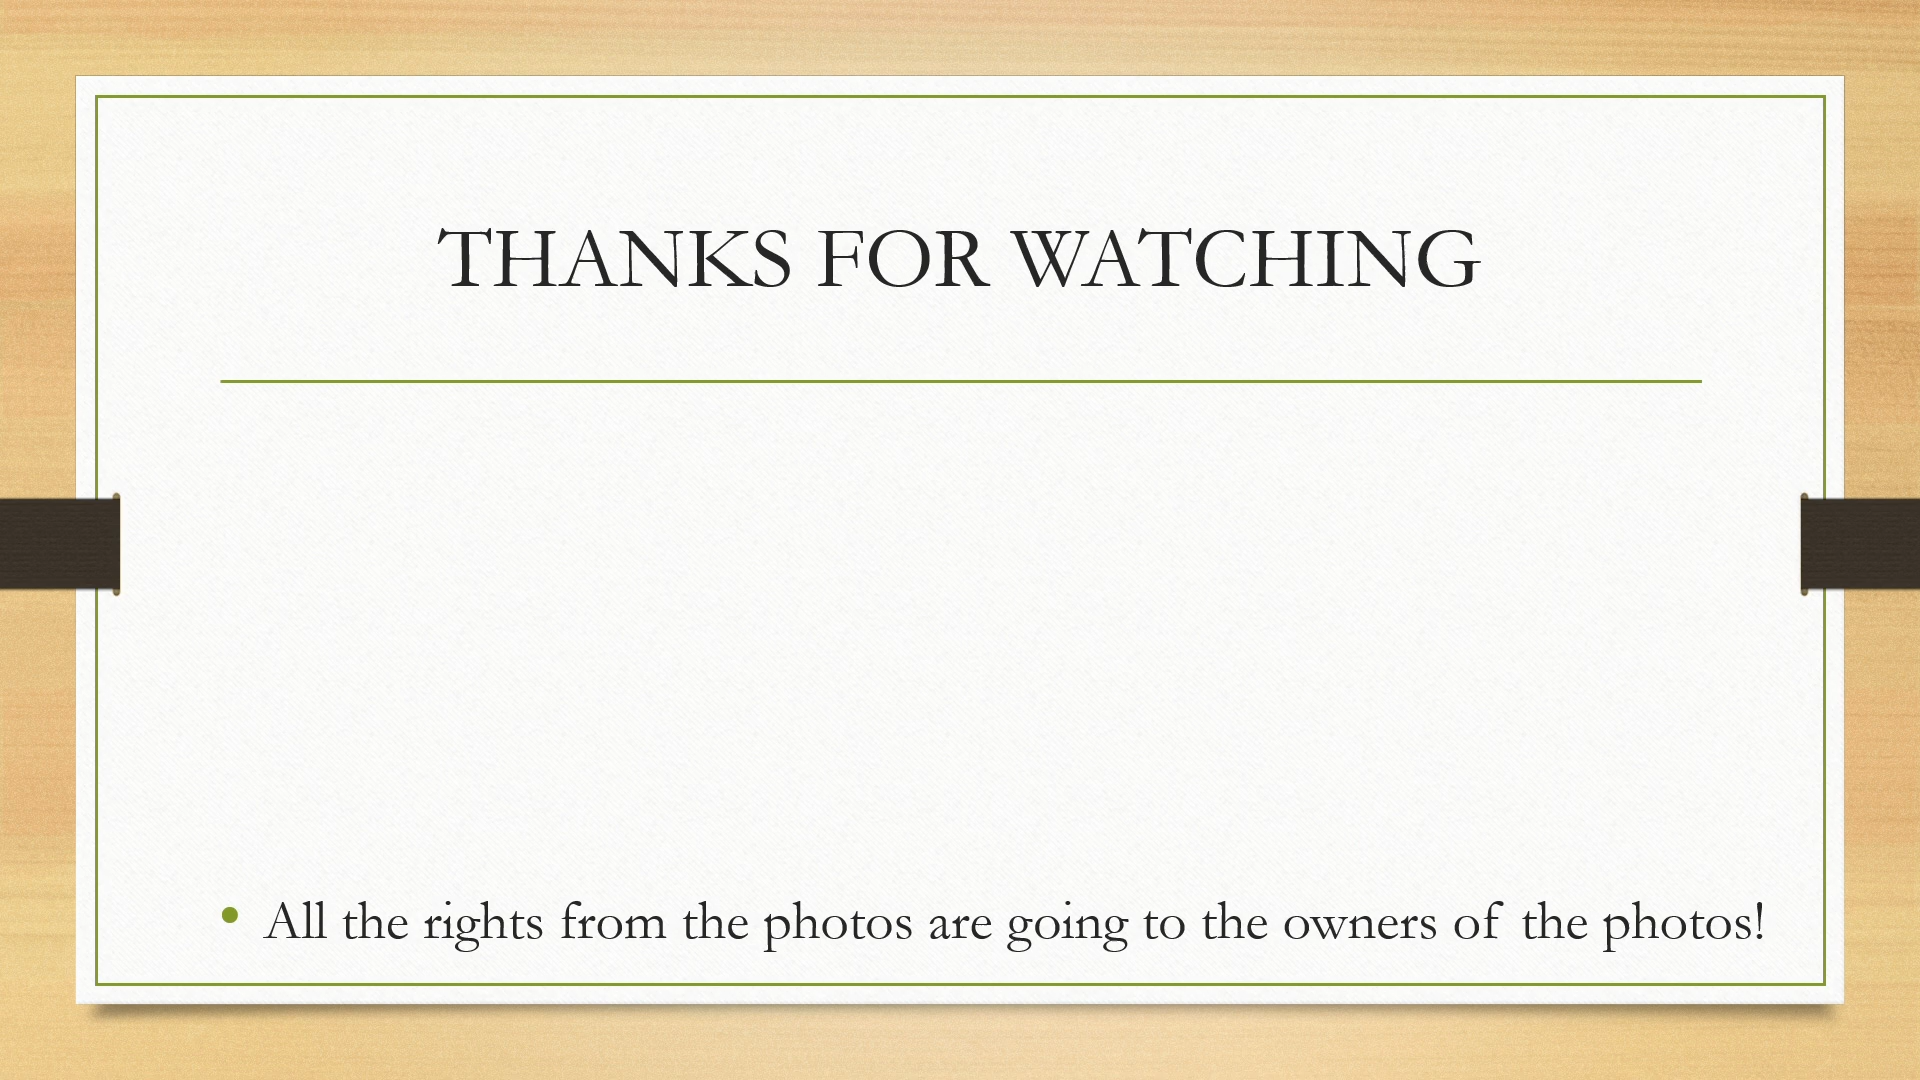 THANKS FOR WATCHING
• All the rights from the photos are going to the owners of the photos!